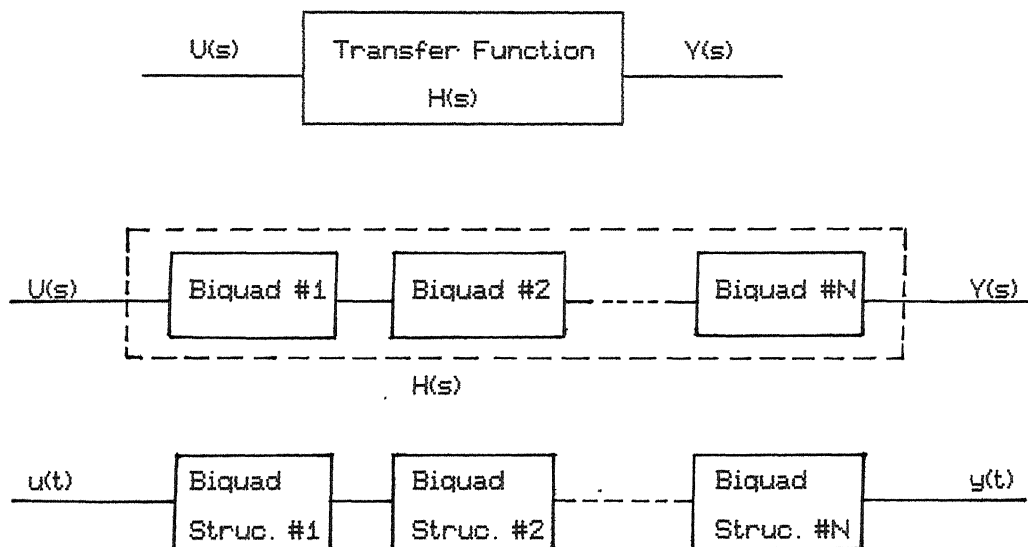 U(s) Transfer Function Y(s)
H(s)
U(s) Biquad #1 Biquad #2 Biquad #N Y(s)
H(s)
u(t) Biquad Biquad Biquad y(t)
Struc. #1 Struc. #2 Struc. #N